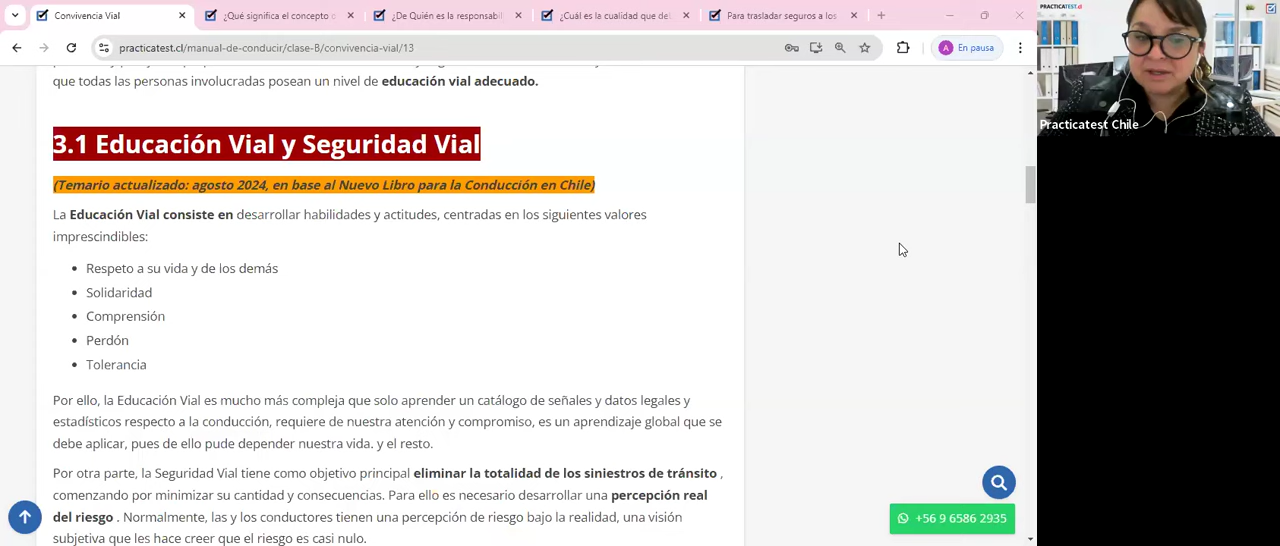 Convivencia Vial
¿Qué significa el concepto d
¿De Quién es la responsabil
¿Cuál es la cualidad que de
Para trasladar seguros a los
practicatest.cl/manual-de-conducir/clase-B/convivencia-vial/13
A En pausa
PRACTICATEST.cl
Practicatest Chile
que todas las personas involucradas posean un nivel de educación vial adecuado.
3.1 Educación Vial y Seguridad Vial
(Temario actualizado: agosto 2024, en base al Nuevo Libro para la Conducción en Chile)
La Educación Vial consiste en desarrollar habilidades y actitudes, centradas en los siguientes valores
imprescindibles:
Respeto a su vida y de los demás
Solidaridad
Comprensión
Perdón
Tolerancia
Por ello, la Educación Vial es mucho más compleja que solo aprender un catálogo de señales y datos legales y
estadísticos respecto a la conducción, requiere de nuestra atención y compromiso, es un aprendizaje global que se
debe aplicar, pues de ello pude depender nuestra vida. y el resto.
Por otra parte, la Seguridad Vial tiene como objetivo principal eliminar la totalidad de los siniestros de tránsito ,
comenzando por minimizar su cantidad y consecuencias. Para ello es necesario desarrollar una percepción real
del riesgo . Normalmente, las y los conductores tienen una percepción de riesgo bajo la realidad, una visión
subjetiva que les hace creer que el riesgo es casi nulo.
+56 9 6586 2935